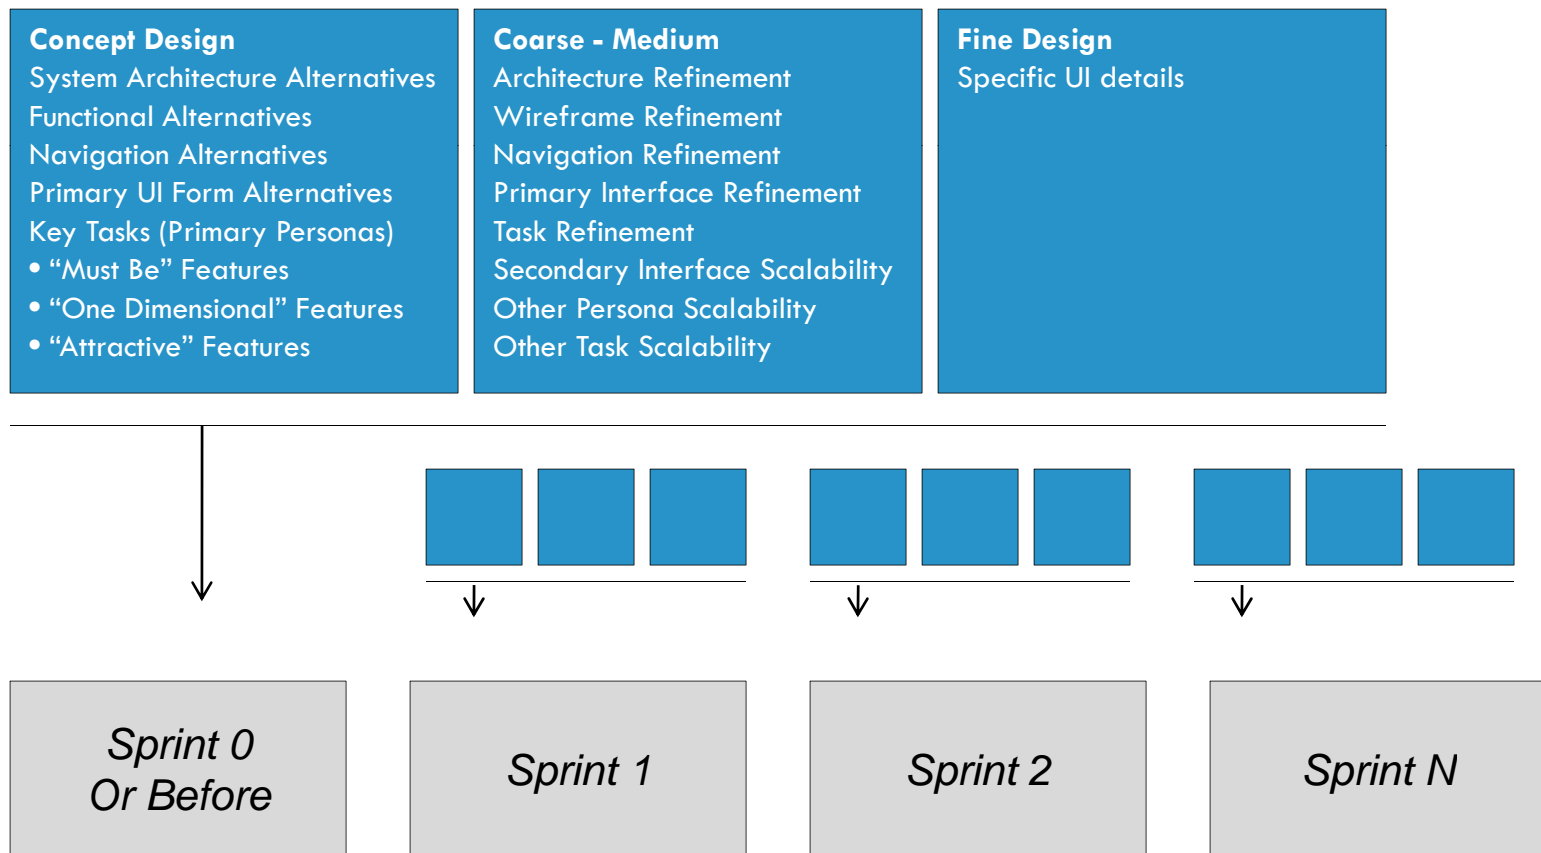 Concept Design
System Architecture Alternatives
Functional Alternatives
Navigation Alternatives
Primary UI Form Alternatives
Key Tasks (Primary Personas)
• “Must Be” Features
• “One Dimensional” Features
• “Attractive” Features
Coarse - Medium
Architecture Refinement
Wireframe Refinement
Navigation Refinement
Primary Interface Refinement
Task Refinement
Secondary Interface Scalability
Other Persona Scalability
Other Task Scalability
Fine Design
Specific UI details
Sprint 0
Or Before
Sprint 1
Sprint 2
Sprint N